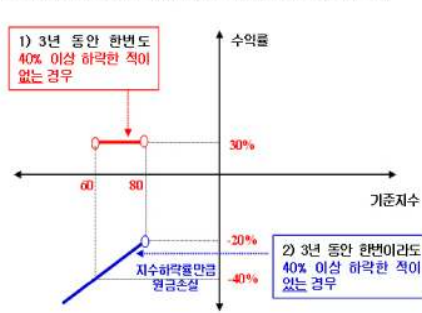 1) 3년 동안 한번도
40% 이상 하락한 적이
없는 경우
수익률
30%
60
80
기준지수
-20%
지수하락률만큼
원금손실
-40%
2) 3년 동안 한번이라도
40% 이상 하락한 적이
있는 경우